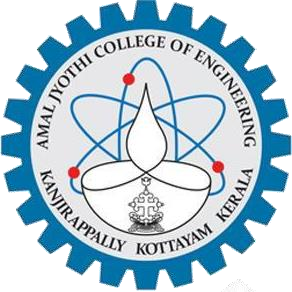 AMAL JYOTHI COLLEGE OF ENGINEERING
KANJIRAPPALLY KOTTAYAM KERALA